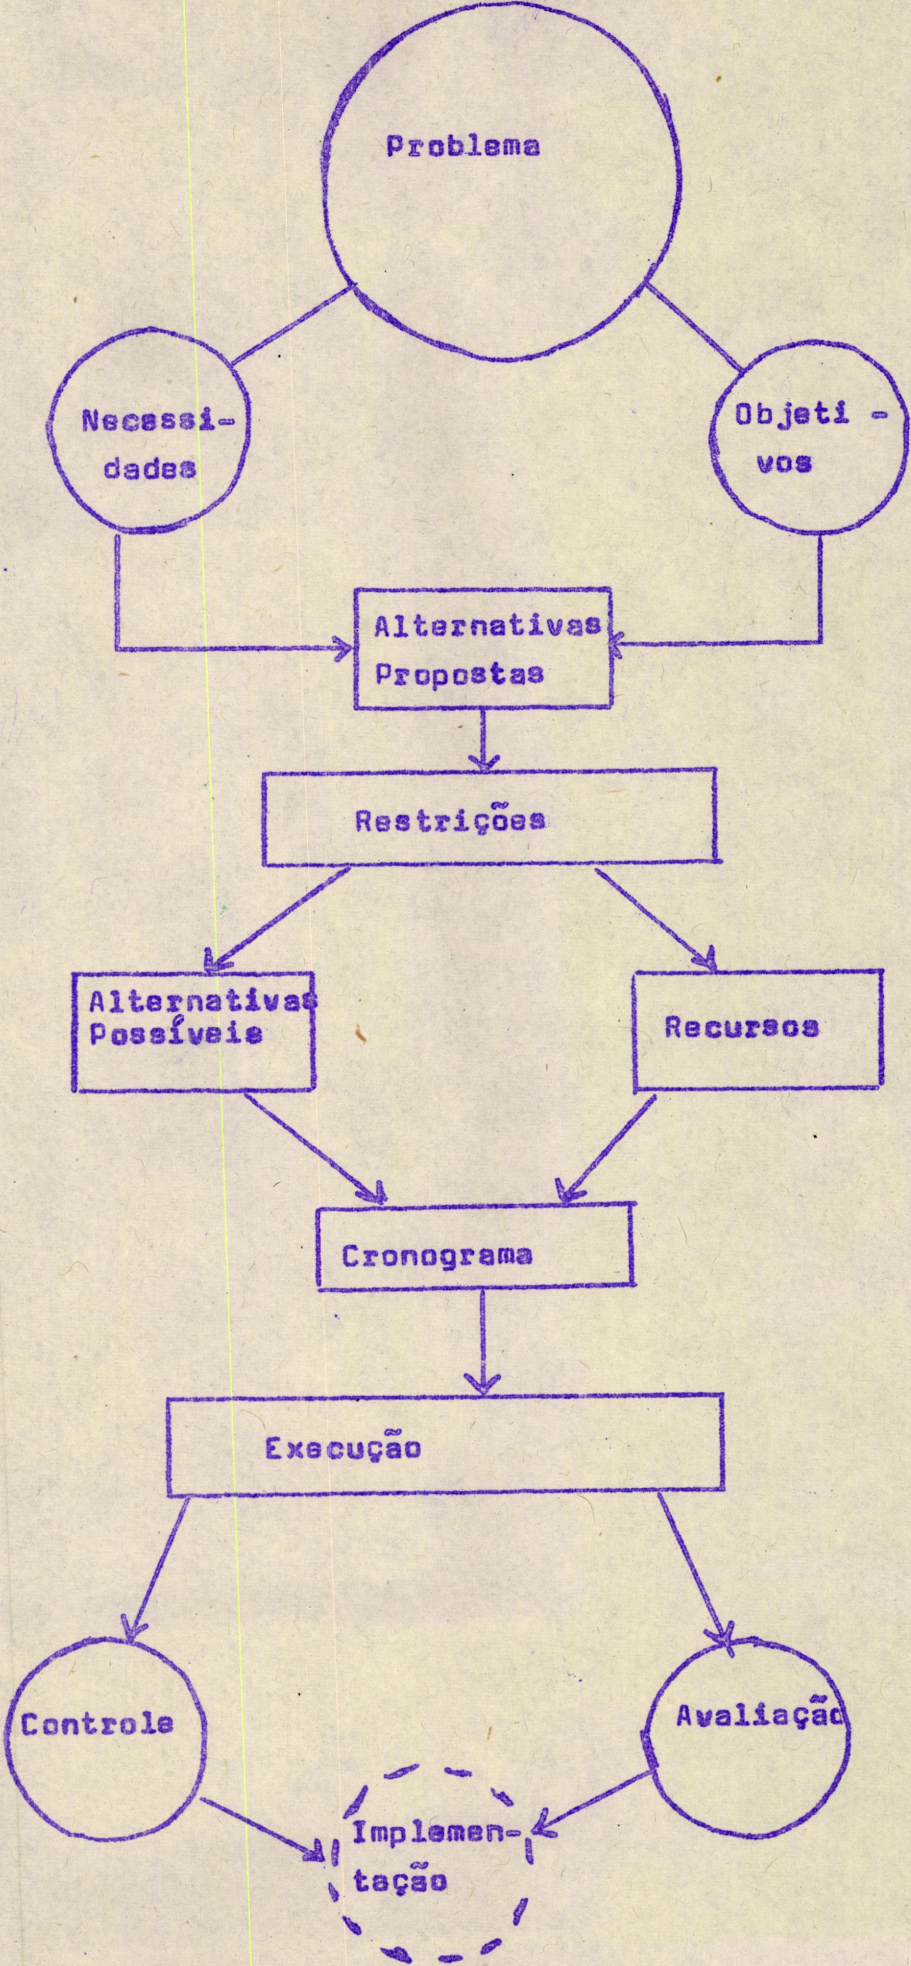 Problema
Necessi-
dades
Objeti -
vos
Alternativas
Propostas
Restrições
Alternativas
Possíveis
Recursos
Cronograma
Execução
Controle
Avaliação
Implemen-
tação